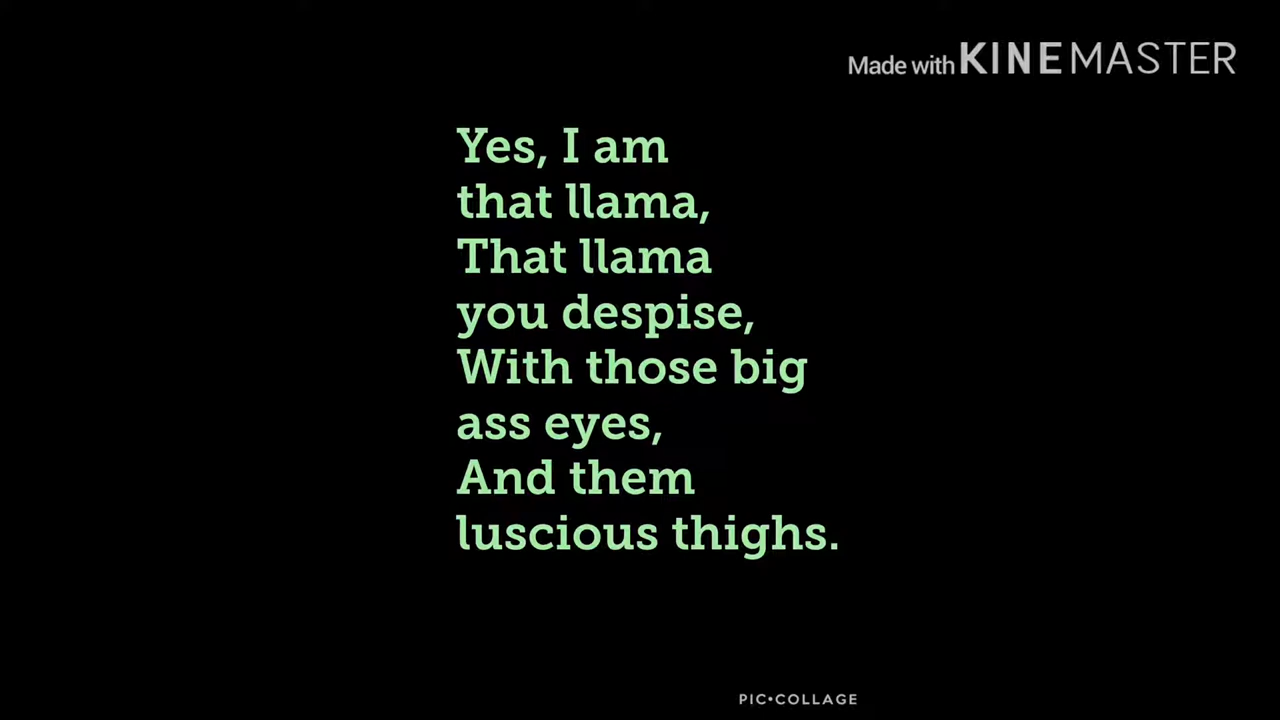 Made with KINEMASTER
Yes, I am
that llama,
That llama
you despise,
With those big
ass eyes,
And them
luscious thighs.
PIC•COLLAGE